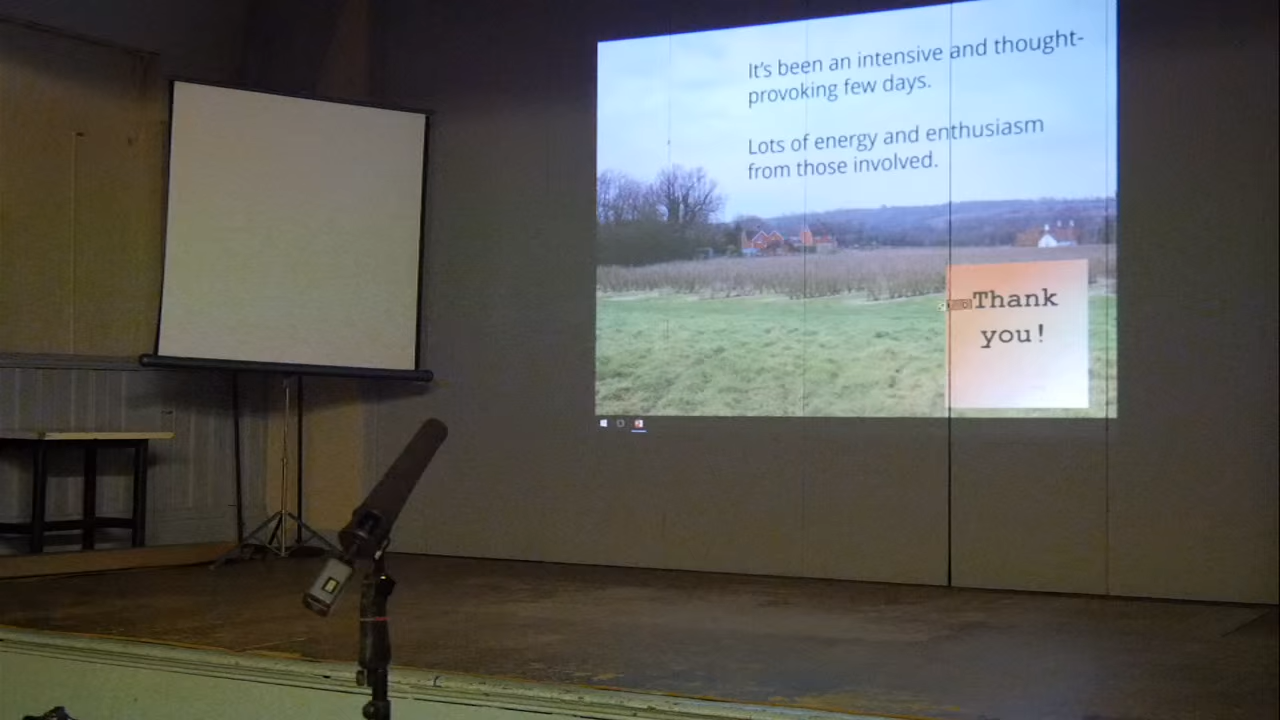 It's been an intensive and thought-
provoking few days.
Lots of energy and enthusiasm
from those involved.
Thank
you!